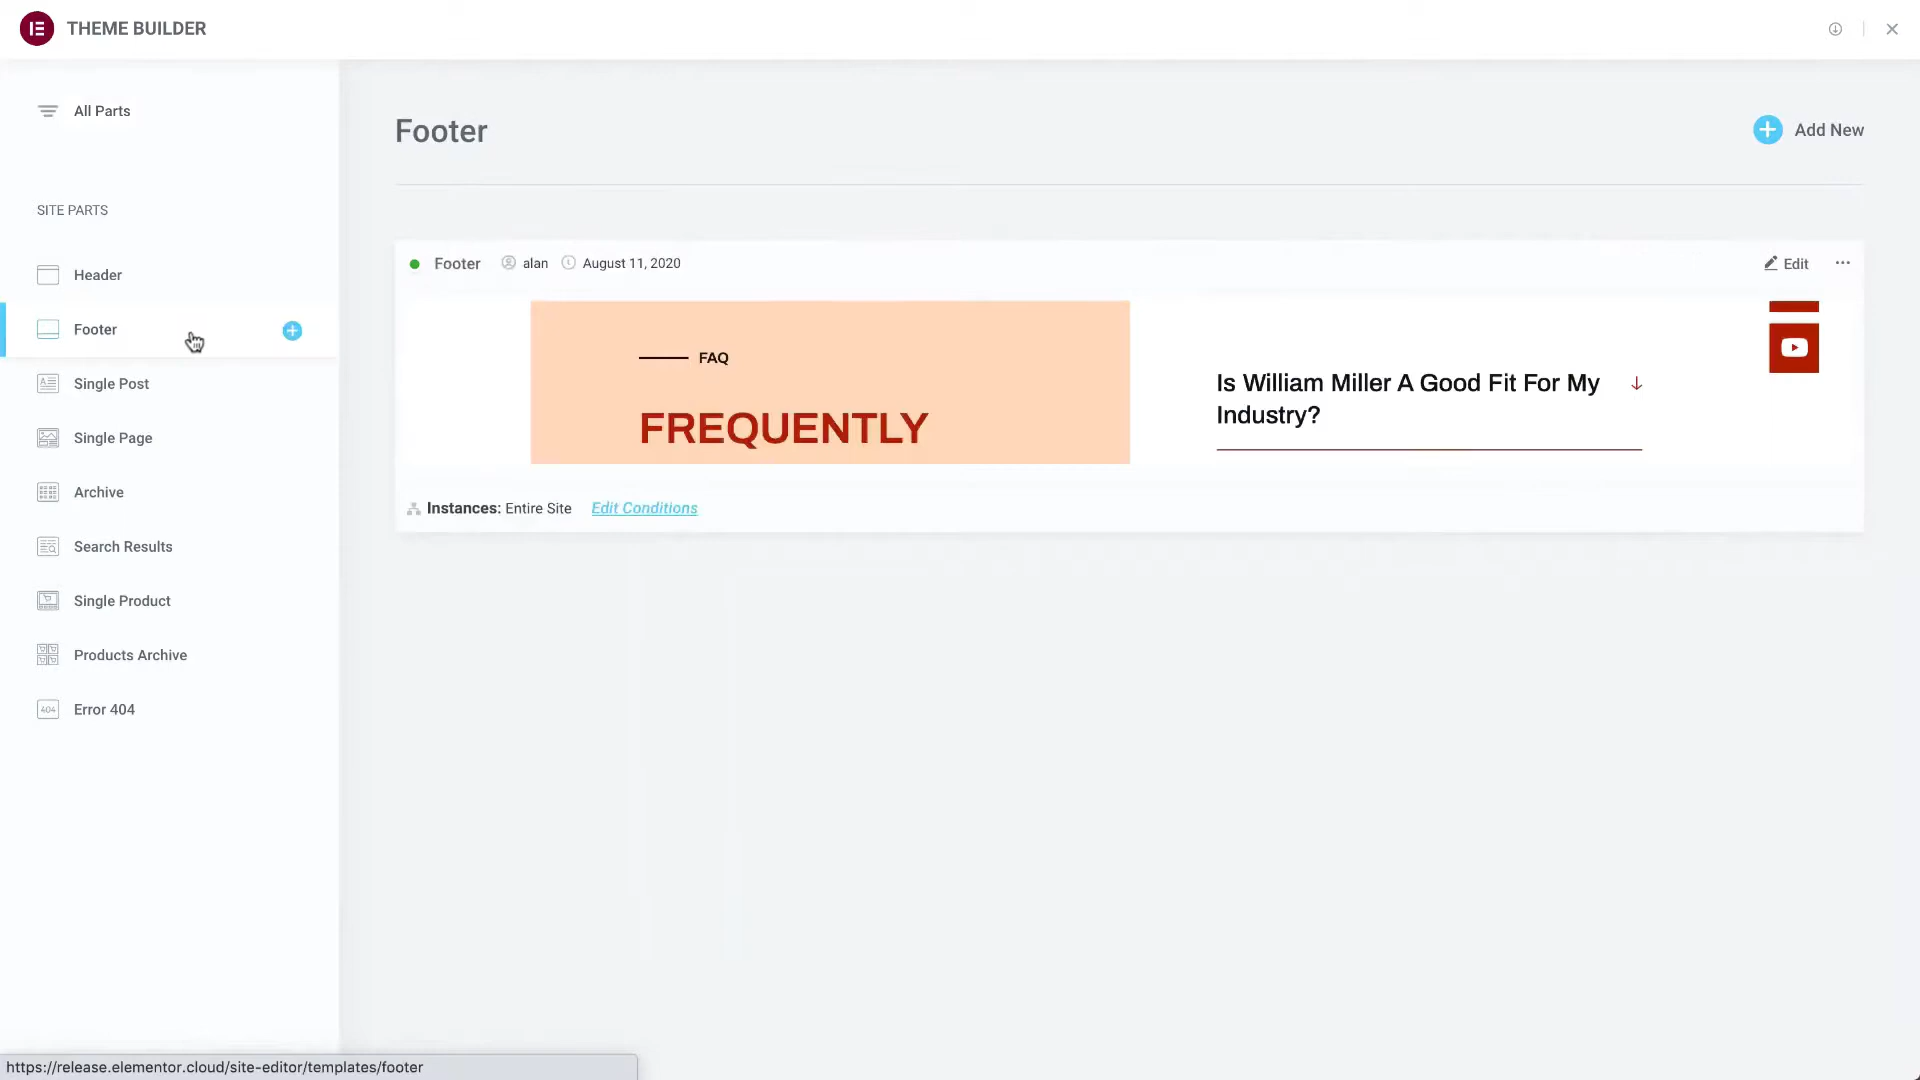 THEME BUILDER
All Parts
SITE PARTS
Header
Footer
Single Post
Single Page
Archive
Search Results
Single Product
Products Archive
404 Error 404
Footer
Add New
Footer alan August 11, 2020
Edit
FAQ
FREQUENTLY
Is William Miller A Good Fit For My
Industry?
Instances: Entire Site Edit Conditions
https://release.elementor.cloud/site-editor/templates/footer